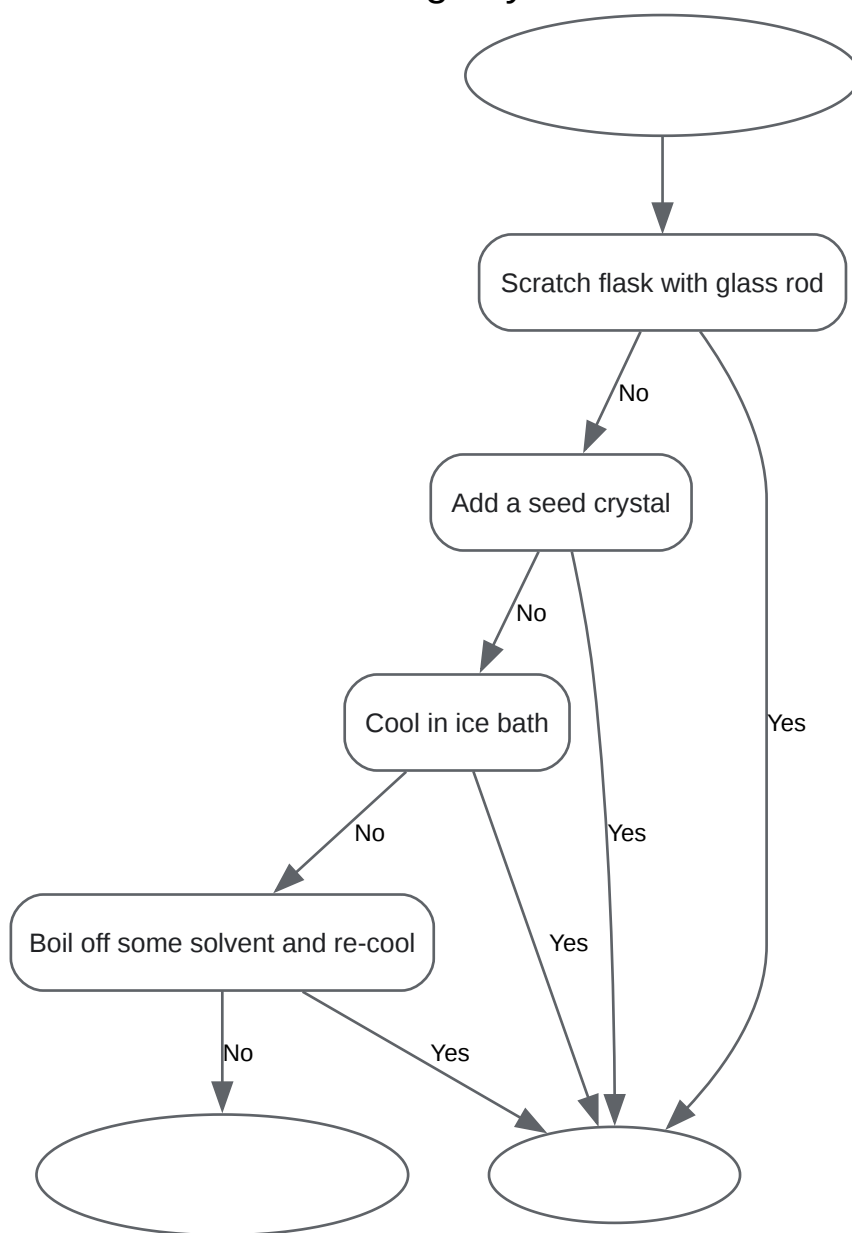 Scratch flask with glass rod
No
Add a seed crystal
No
Yes
Cool in ice bath
No
Yes
Yes
Boil off some solvent and re-cool
No
Yes